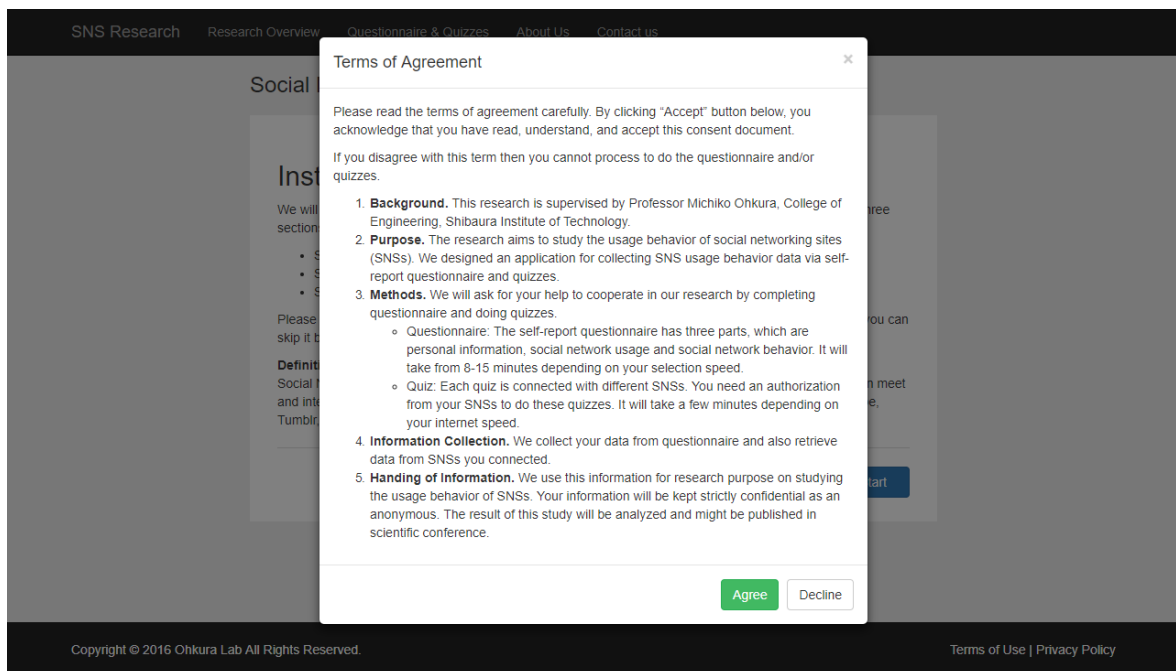 SNS Research Research Overview Questionnaire & Quizzes About Us Contact us
Social
Terms of Agreement ×
Please read the terms of agreement carefully. By clicking “Accept” button below, you
acknowledge that you have read, understand, and accept this consent document.
If you disagree with this term then you cannot process to do the questionnaire and/or
quizzes.
1. Background. This research is supervised by Professor Michiko Ohkura, College of
Engineering, Shibaura Institute of Technology.
2. Purpose. The research aims to study the usage behavior of social networking sites
(SNSs). We designed an application for collecting SNS usage behavior data via self-
report questionnaire and quizzes.
3. Methods. We will ask for your help to cooperate in our research by completing
questionnaire and doing quizzes.
Questionnaire: The self-report questionnaire has three parts, which are
personal information, social network usage and social network behavior. It will
take from 8-15 minutes depending on your selection speed.
Quiz: Each quiz is connected with different SNSs. You need an authorization
from your SNSs to do these quizzes. It will take a few minutes depending on
your internet speed.
4. Information Collection. We collect your data from questionnaire and also retrieve
data from SNSs you connected.
5. Handing of Information. We use this information for research purpose on studying
the usage behavior of SNSs. Your information will be kept strictly confidential as an
anonymous. The result of this study will be analyzed and might be published in
scientific conference.
Agree Decline
Inst
We will
section
Please you can
skip it b
Definiti
Social n meet
and inte
Tumblr,
tart
Copyright © 2016 Ohkura Lab All Rights Reserved. Terms of Use | Privacy Policy